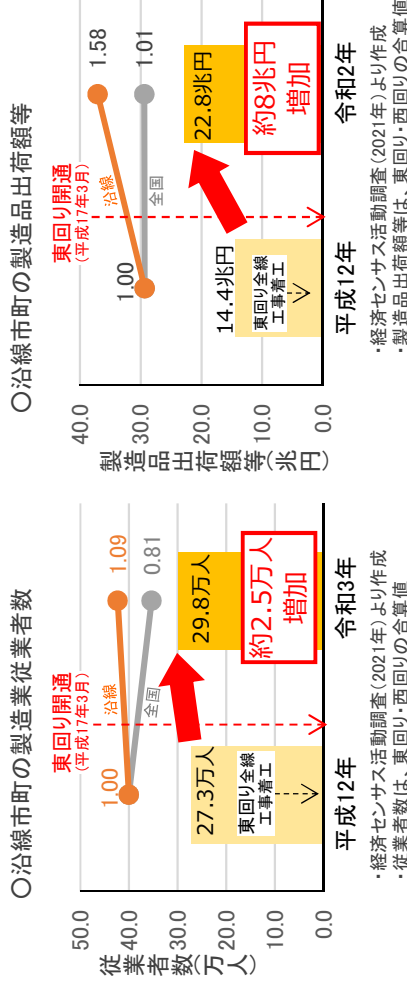 〇沿線市町の製造業従業者数
従業者数(万人)
50.0
40.0
30.0
20.0
10.0
0.0
東回り開通
(平成17年3月)
1.00
沿線
1.09
全国
0.81
27.3万人
29.8万人
東回り全線
工事着工
約2.5万人
増加
平成12年
令和3年
・経済センサス活動調査(2021年)より作成
・従業者数は、東回り・西回りの合算値
〇沿線市町の製造品出荷額等
製造品出荷額等(兆円)
40.0
30.0
20.0
10.0
0.0
東回り開通
(平成17年3月)
1.00
沿線
1.58
全国
1.01
14.4兆円
22.8兆円
東回り全線
工事着工
約8兆円
増加
平成12年
令和2年
・経済センサス活動調査(2021年)より作成
・製造品出荷額等は、東回り・西回りの合算値